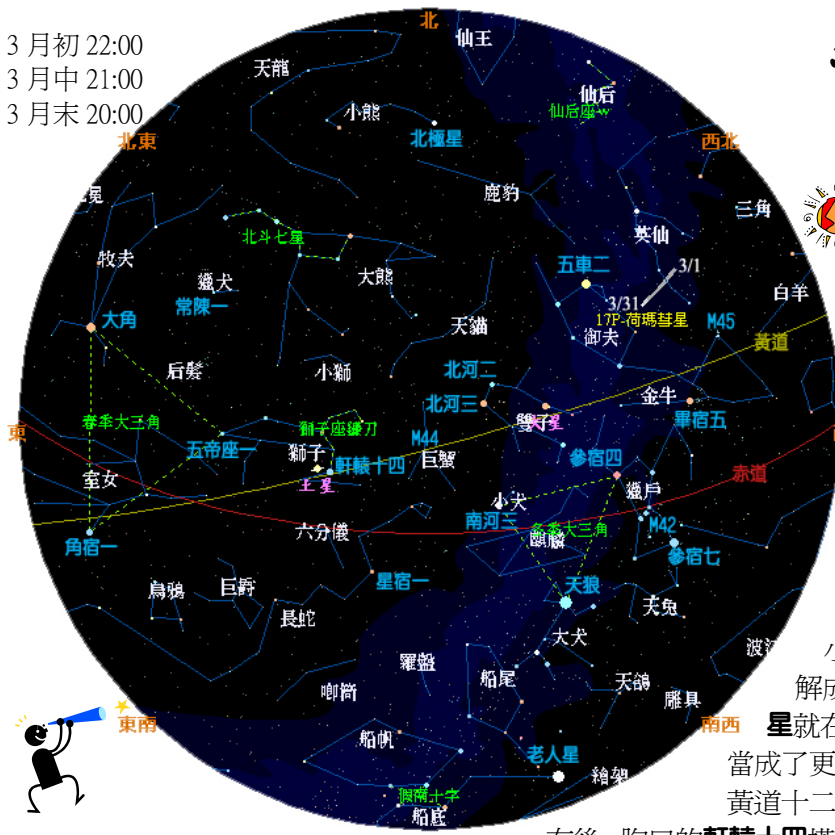 3 月初 22:00
3 月中 21:00
3 月末 20:00
北
仙王
天龍
仙后
仙后座w
小熊
北極星
北東
西北
鹿豹
三角
英仙
北斗七星
牧夫
大熊
獵犬
常陳一
五車二
3/1
3/31
17P-荷瑪彗星
白羊
大角
天貓
M45
御夫
黃道
后髮
小獅
北河二
北河三
金牛
雙子
畢宿五
春季大三角
獅子座鐮刀
東
五帝座一
M44
獅子
軒轅十四
巨蟹
參宿四
赤道
室女
土星
獵戶
小犬
南河三
冬季大三角
M42
六分儀
麒麟
角宿一
參宿七
烏鴉
巨爵
星宿一
天狼
天兔
長蛇
大犬
羅盤
船尾
天鴿
唧筒
雕具
東南
南西
船帆
老人星
繪架
假南十字
船底
解成
星就在
當成了更
黃道十二